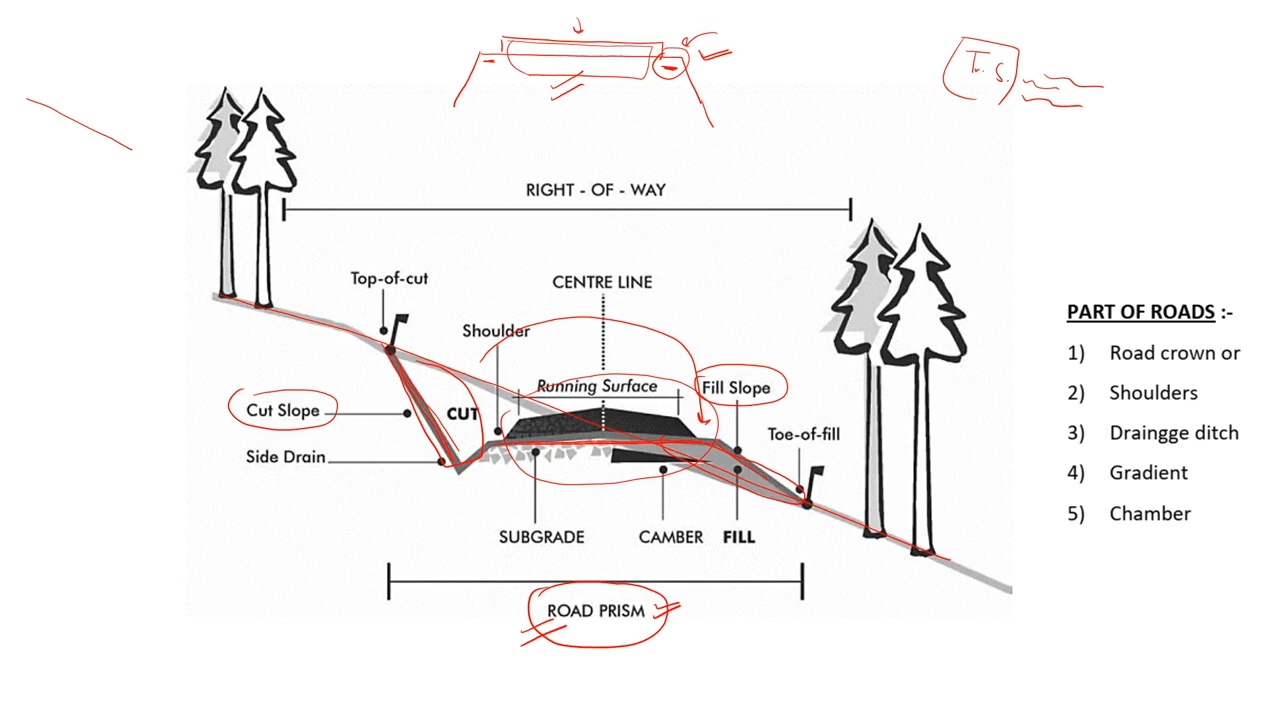 T. S.
RIGHT - OF - WAY
Top-of-cut
CENTRE LINE
Shoulder
Running Surface
Fill Slope
Cut Slope
CUT
Toe-of-fill
Side Drain
SUBGRADE
CAMBER
FILL
ROAD PRISM
PART OF ROADS :-
1) Road crown or
2) Shoulders
3) Draingge ditch
4) Gradient
5) Chamber